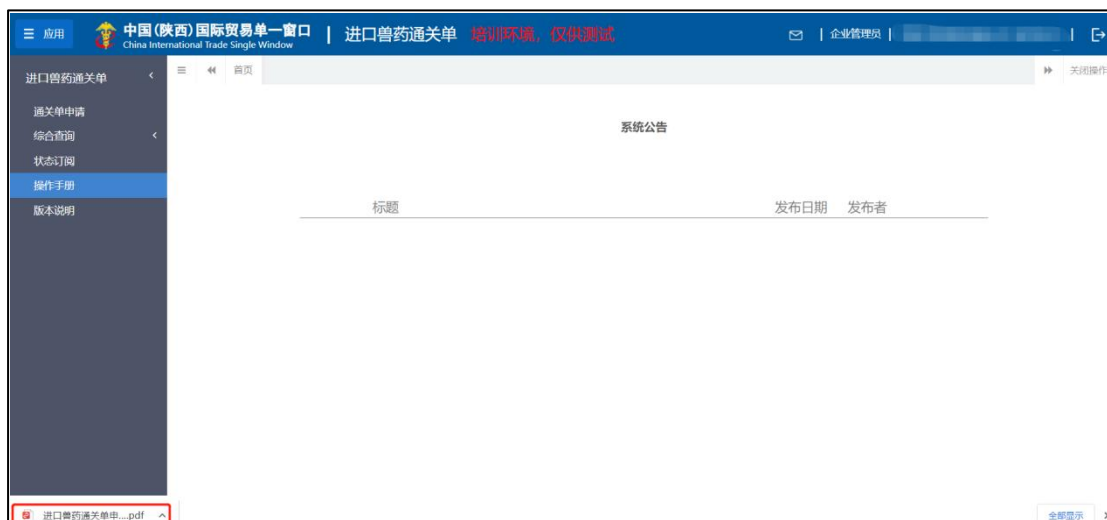 应用
中国(陕西)国际贸易单一窗口 | 进口兽药通关单 培训环境，仅供测试
China International Trade Single Window
| 企业管理员 | |
进口兽药通关单
首页
关闭操作
通关单申请
综合查询
状态订阅
操作手册
版本说明
系统公告
标题 发布日期 发布者
进口兽药通关单申....pdf
全部显示